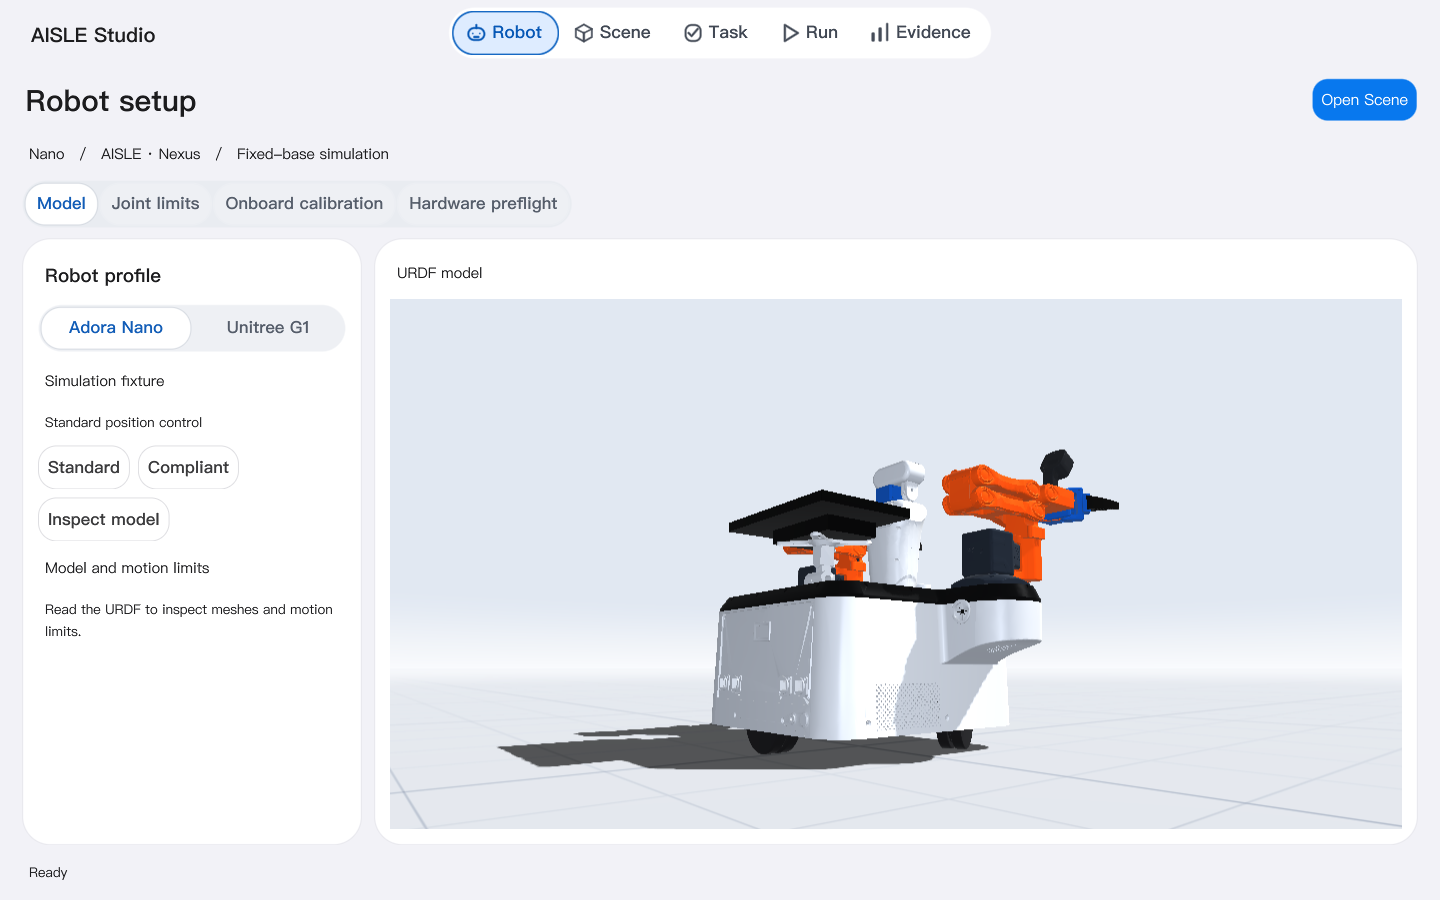 AISLE Studio
Robot
Scene
Task
Run
Evidence
Robot setup
Open Scene
Nano / AISLE · Nexus / Fixed-base simulation
Model
Joint limits
Onboard calibration
Hardware preflight
Robot profile
Adora Nano
Unitree G1
Simulation fixture
Standard position control
Standard
Compliant
Inspect model
Model and motion limits
Read the URDF to inspect meshes and motion
limits.
URDF model
Ready